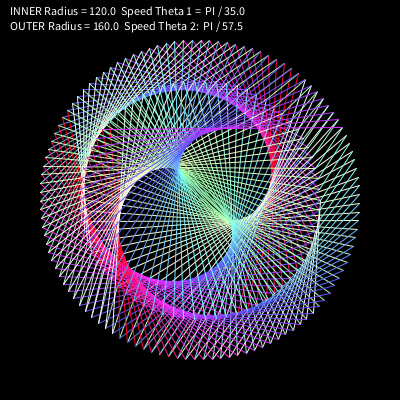 INNER Radius = 120.0  Speed Theta 1 =  PI / 35.0
OUTER Radius = 160.0  Speed Theta 2:  PI / 57.5